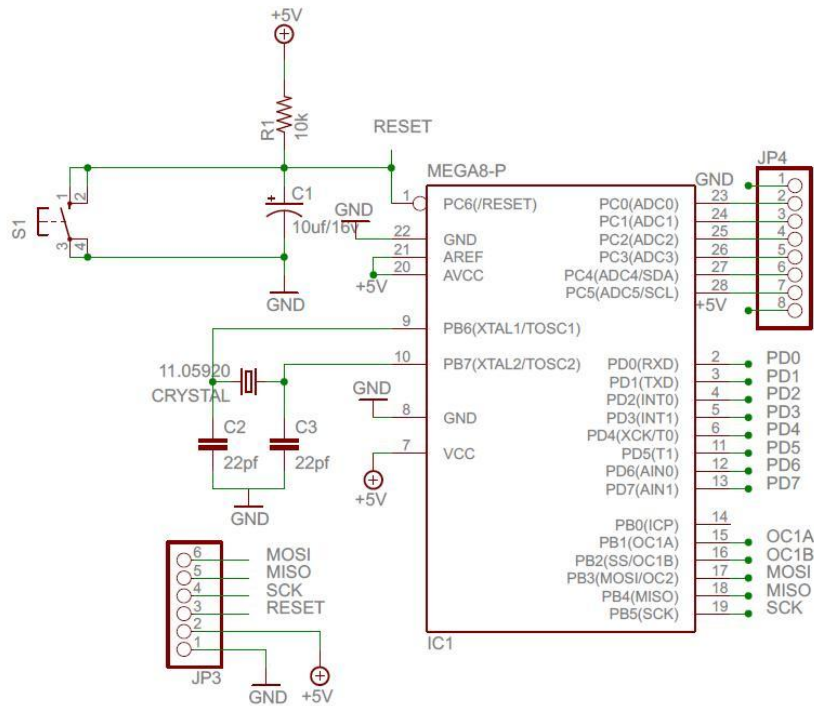 +5V
R1
10k
RESET
S1
1
2
3
4
C1
10uf/16v
GND
MEGA8-P
1 PC6(/RESET)
GND
22 GND
21 AREF
20 AVCC
+5V
9 PB6(XTAL1/TOSC1)
10 PB7(XTAL2/TOSC2)
11.05920
CRYSTAL
C2
22pf
C3
22pf
GND
GND
8 GND
7 VCC
+5V
PC0(ADC0) 23
PC1(ADC1) 24
PC2(ADC2) 25
PC3(ADC3) 26
PC4(ADC4/SDA) 27
PC5(ADC5/SCL) 28
GND
+5V
JP4
1
2
3
4
5
6
7
8
PD0(RXD) 2 PD0
PD1(TXD) 3 PD1
PD2(INT0) 4 PD2
PD3(INT1) 5 PD3
PD4(XCK/T0) 6 PD4
PD5(T1) 11 PD5
PD6(AIN0) 12 PD6
PD7(AIN1) 13 PD7
PB0(ICP) 14
PB1(OC1A) 15 OC1A
PB2(SS/OC1B) 16 OC1B
PB3(MOSI/OC2) 17 MOSI
PB4(MISO) 18 MISO
PB5(SCK) 19 SCK
IC1
6 MOSI
5 MISO
4 SCK
3 RESET
2
1
JP3
GND
+5V